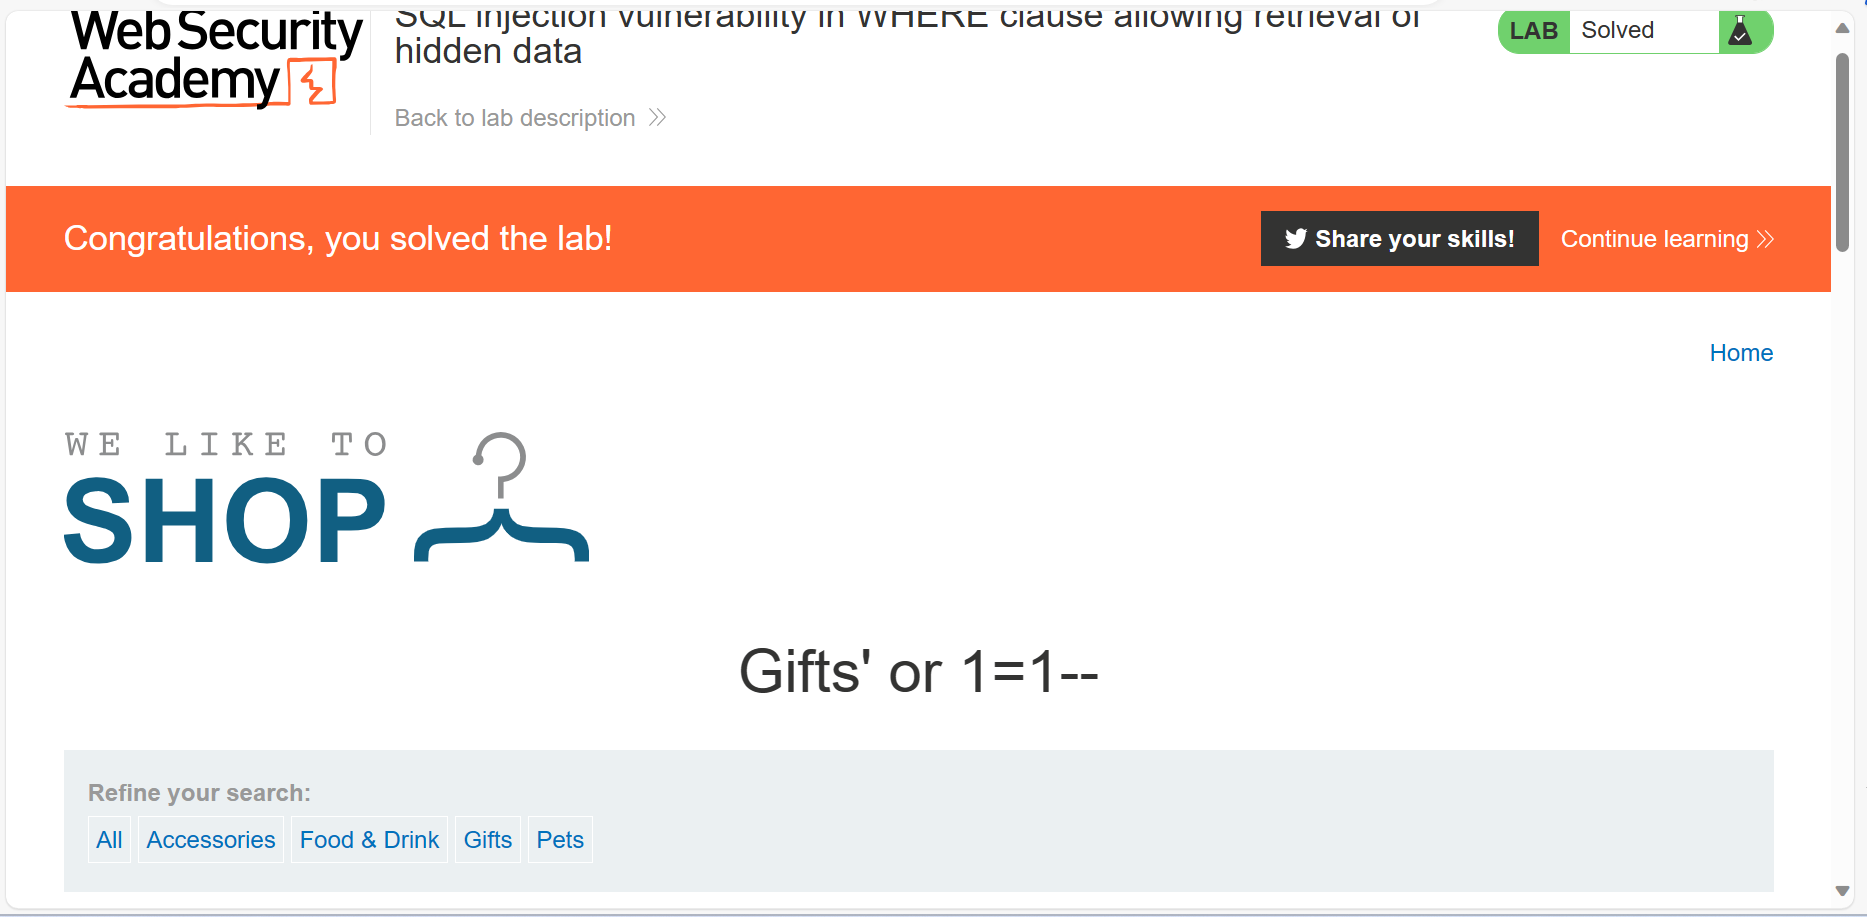 Web Security
Academy
SQL injection vulnerability in WHERE clause allowing retrieval of
hidden data
Back to lab description
LAB Solved
Congratulations, you solved the lab!
Share your skills!
Continue learning
Home
WE LIKE TO
SHOP
Gifts' or 1=1--
Refine your search:
All Accessories Food & Drink Gifts Pets